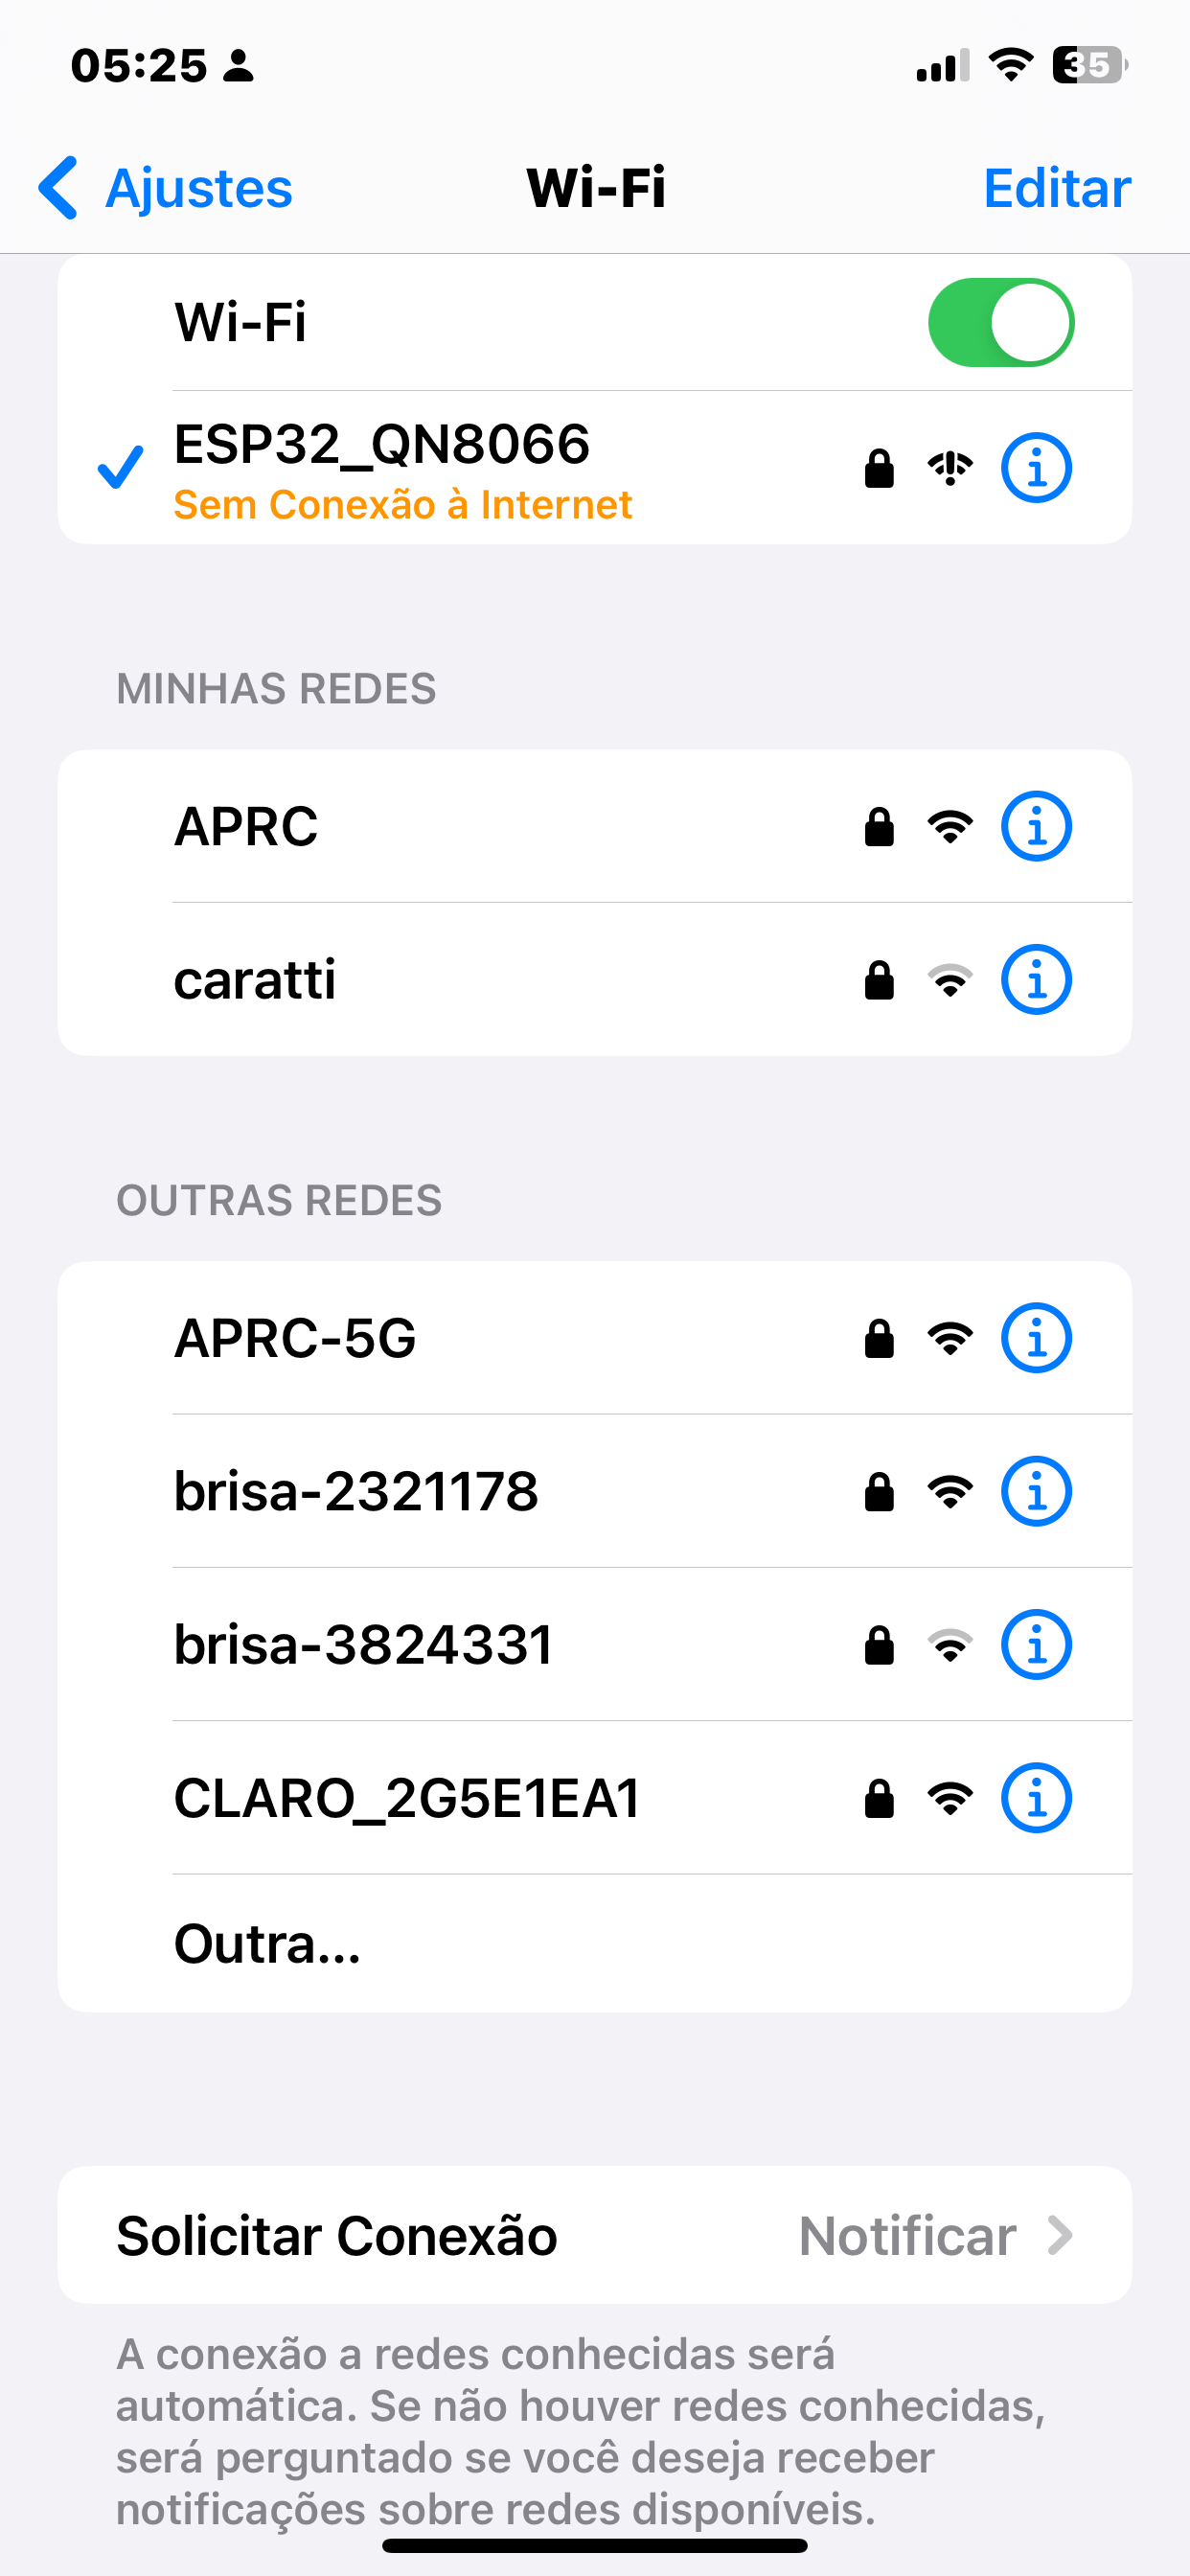 05:25
35
Ajustes
Wi-Fi
Editar
Wi-Fi
ESP32_QN8066
Sem Conexão à Internet
MINHAS REDES
APRC
caratti
OUTRAS REDES
APRC-5G
brisa-2321178
brisa-3824331
CLARO_2G5E1EA1
Outra...
Solicitar Conexão
Notificar
A conexão a redes conhecidas será
automática. Se não houver redes conhecidas,
será perguntado se você deseja receber
notificações sobre redes disponíveis.